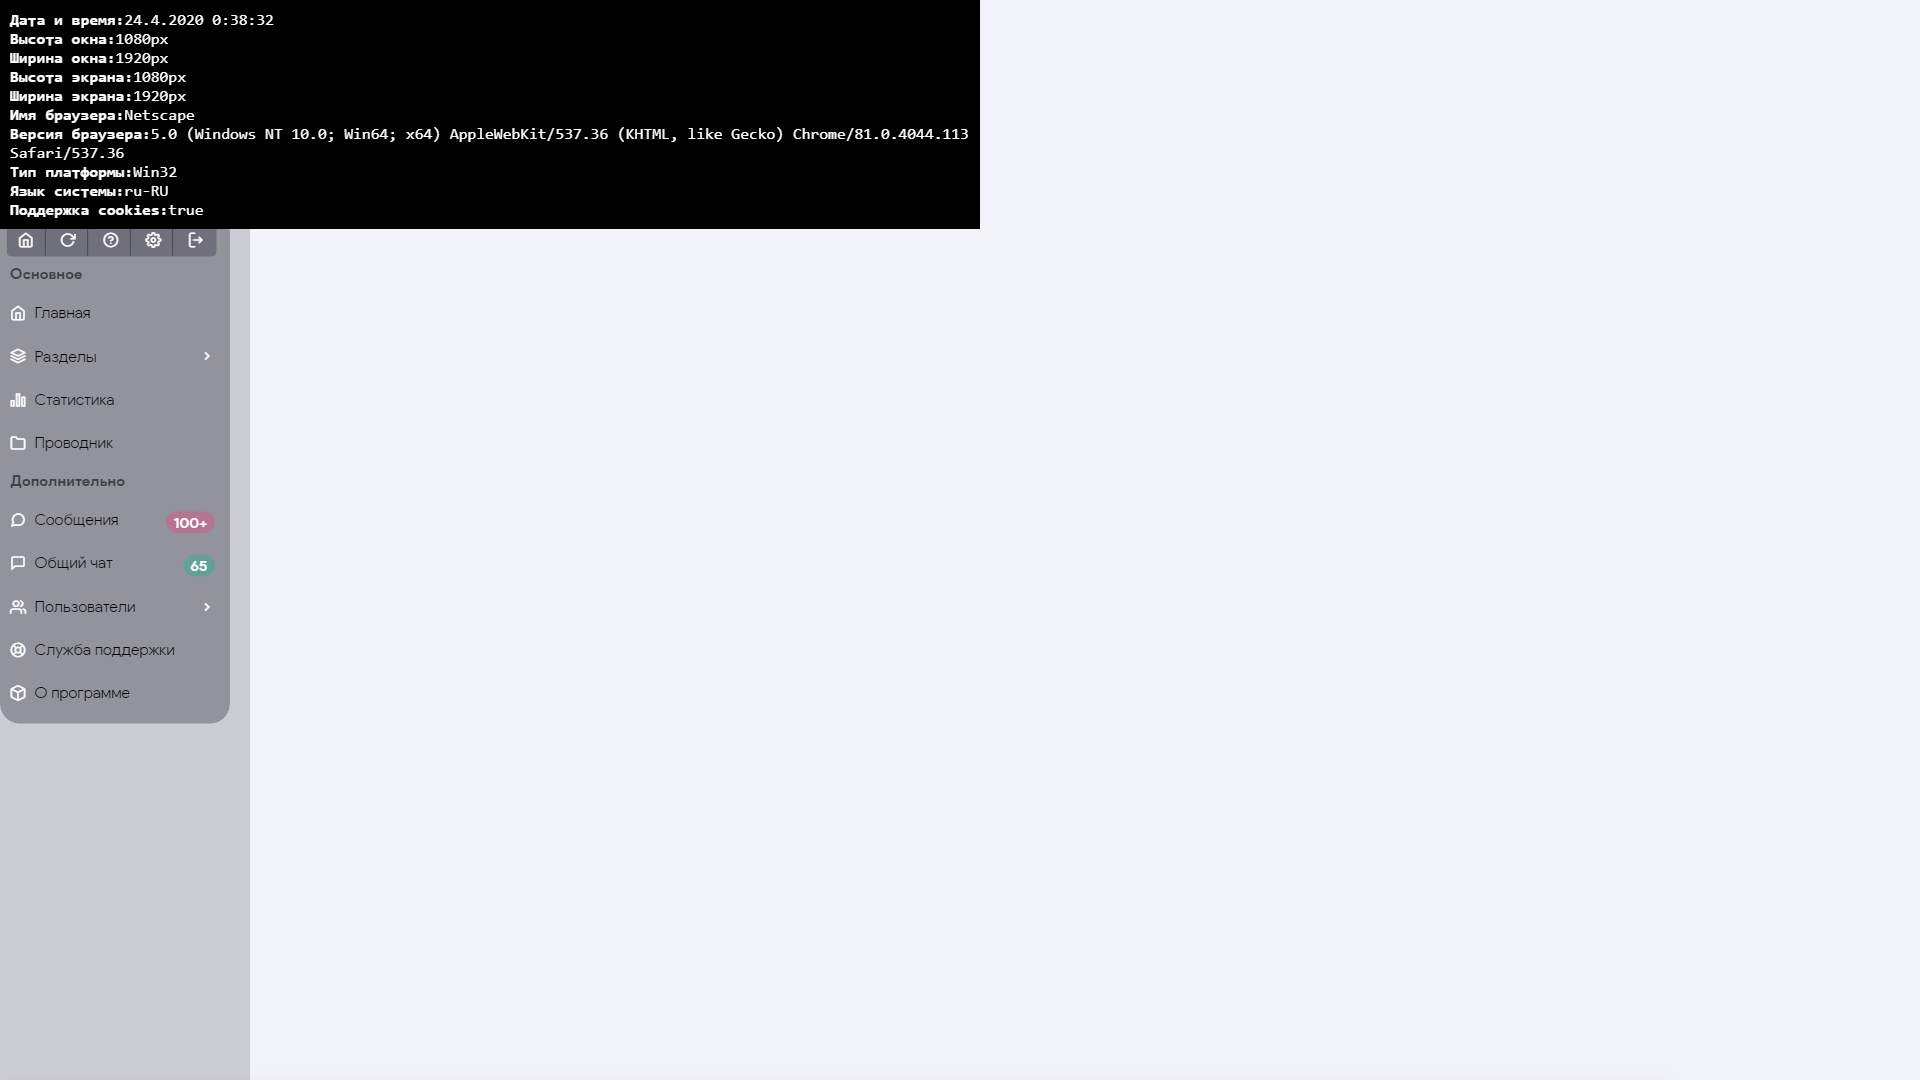 Дата и время:24.4.2020 0:38:32
Высота окна:1080px
Ширина окна:1920px
Высота экрана:1080px
Ширина экрана:1920px
Имя браузера:Netscape
Версия браузера:5.0 (Windows NT 10.0; Win64; x64) AppleWebKit/537.36 (KHTML, like Gecko) Chrome/81.0.4044.113
Safari/537.36
Тип платформы:Win32
Язык системы:ru-RU
Поддержка cookies:true
Основное
Главная
Разделы
Статистика
Проводник
Дополнительно
Сообщения 100+
Общий чат 65
Пользователи
Служба поддержки
О программе